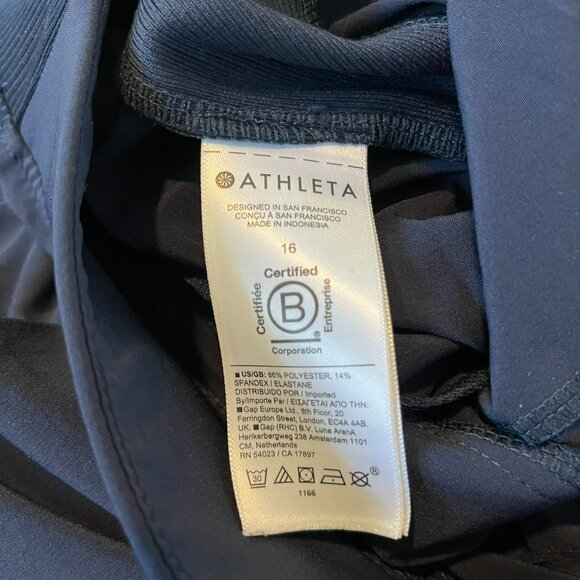 ATHLETA
DESIGNED IN SAN FRANCISCO
CONÇU À SAN FRANCISCO
MADE IN INDONESIA
16
Certified
Certifiée
B
Entreprise
®
Corporation
■ US/GB: 86% POLYESTER, 14%
SPANDEX / ELASTANE
DISTRIBUIDO POR / Imported
By/Importe Par / ΕΙΣΑΓΕΤΑΙ ΑΠΟ ΤΗΝ:
■ Gap Europe Ltd., 8th Floor, 20
Farringdon Street, London, EC4A 4AB,
UK. ■ Gap (RHC) B.V. Luna ArenA
Herikerbergweg 238 Amsterdam 1101
CM, Netherlands
RN 54023 / CA 17897
30 ®
1166